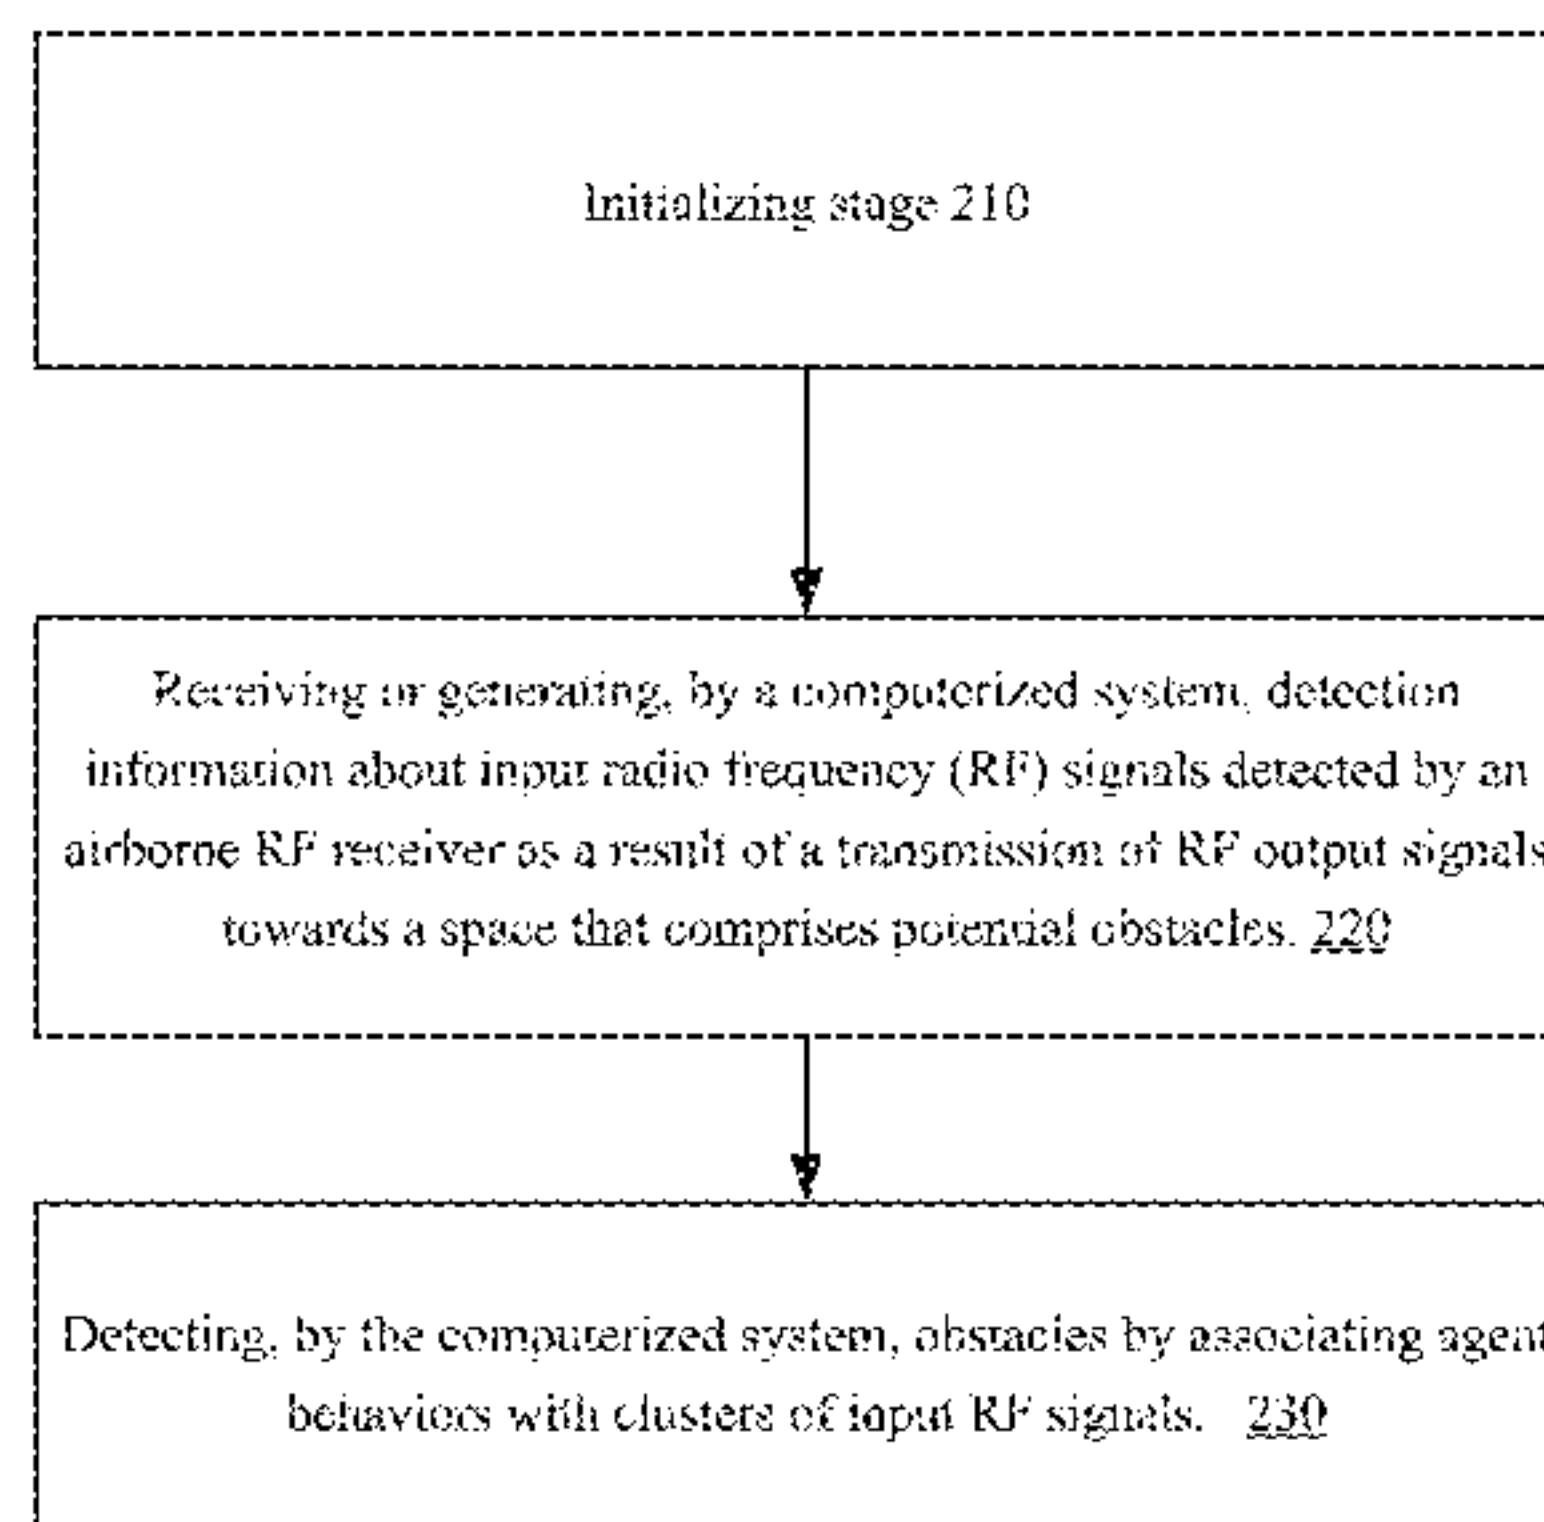 Initializing stage 210
Receiving or generating, by a computerized system, detection
information about input radio frequency (RF) signals detected by an
airborne RF receiver as a result of a transmission of RF output signals
towards a space that comprises potential obstacles. 220
Detecting, by the computerized system, obstacles by associating agent
behaviors with clusters of input RF signals. 230